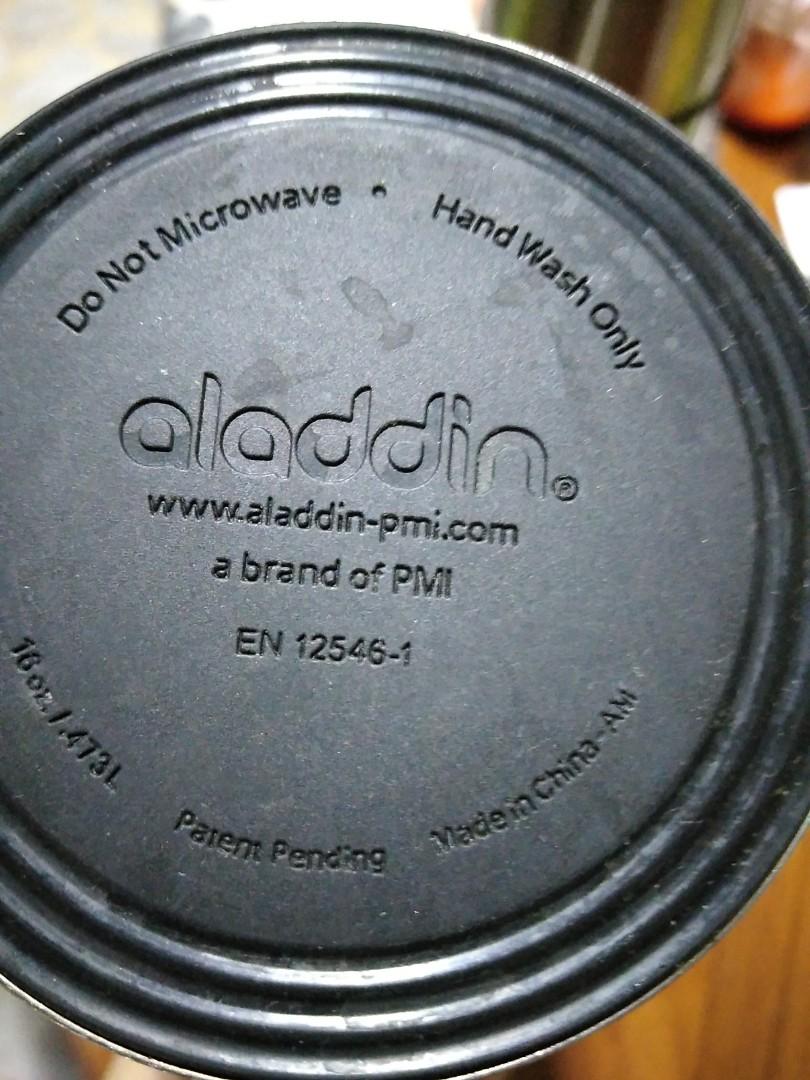 Do Not Microwave • Hand Wash Only
aladdin®
www.aladdin-pmi.com
a brand of PMI
EN 12546-1
16 oz. / .473L
Patent Pending
Made in China - AM